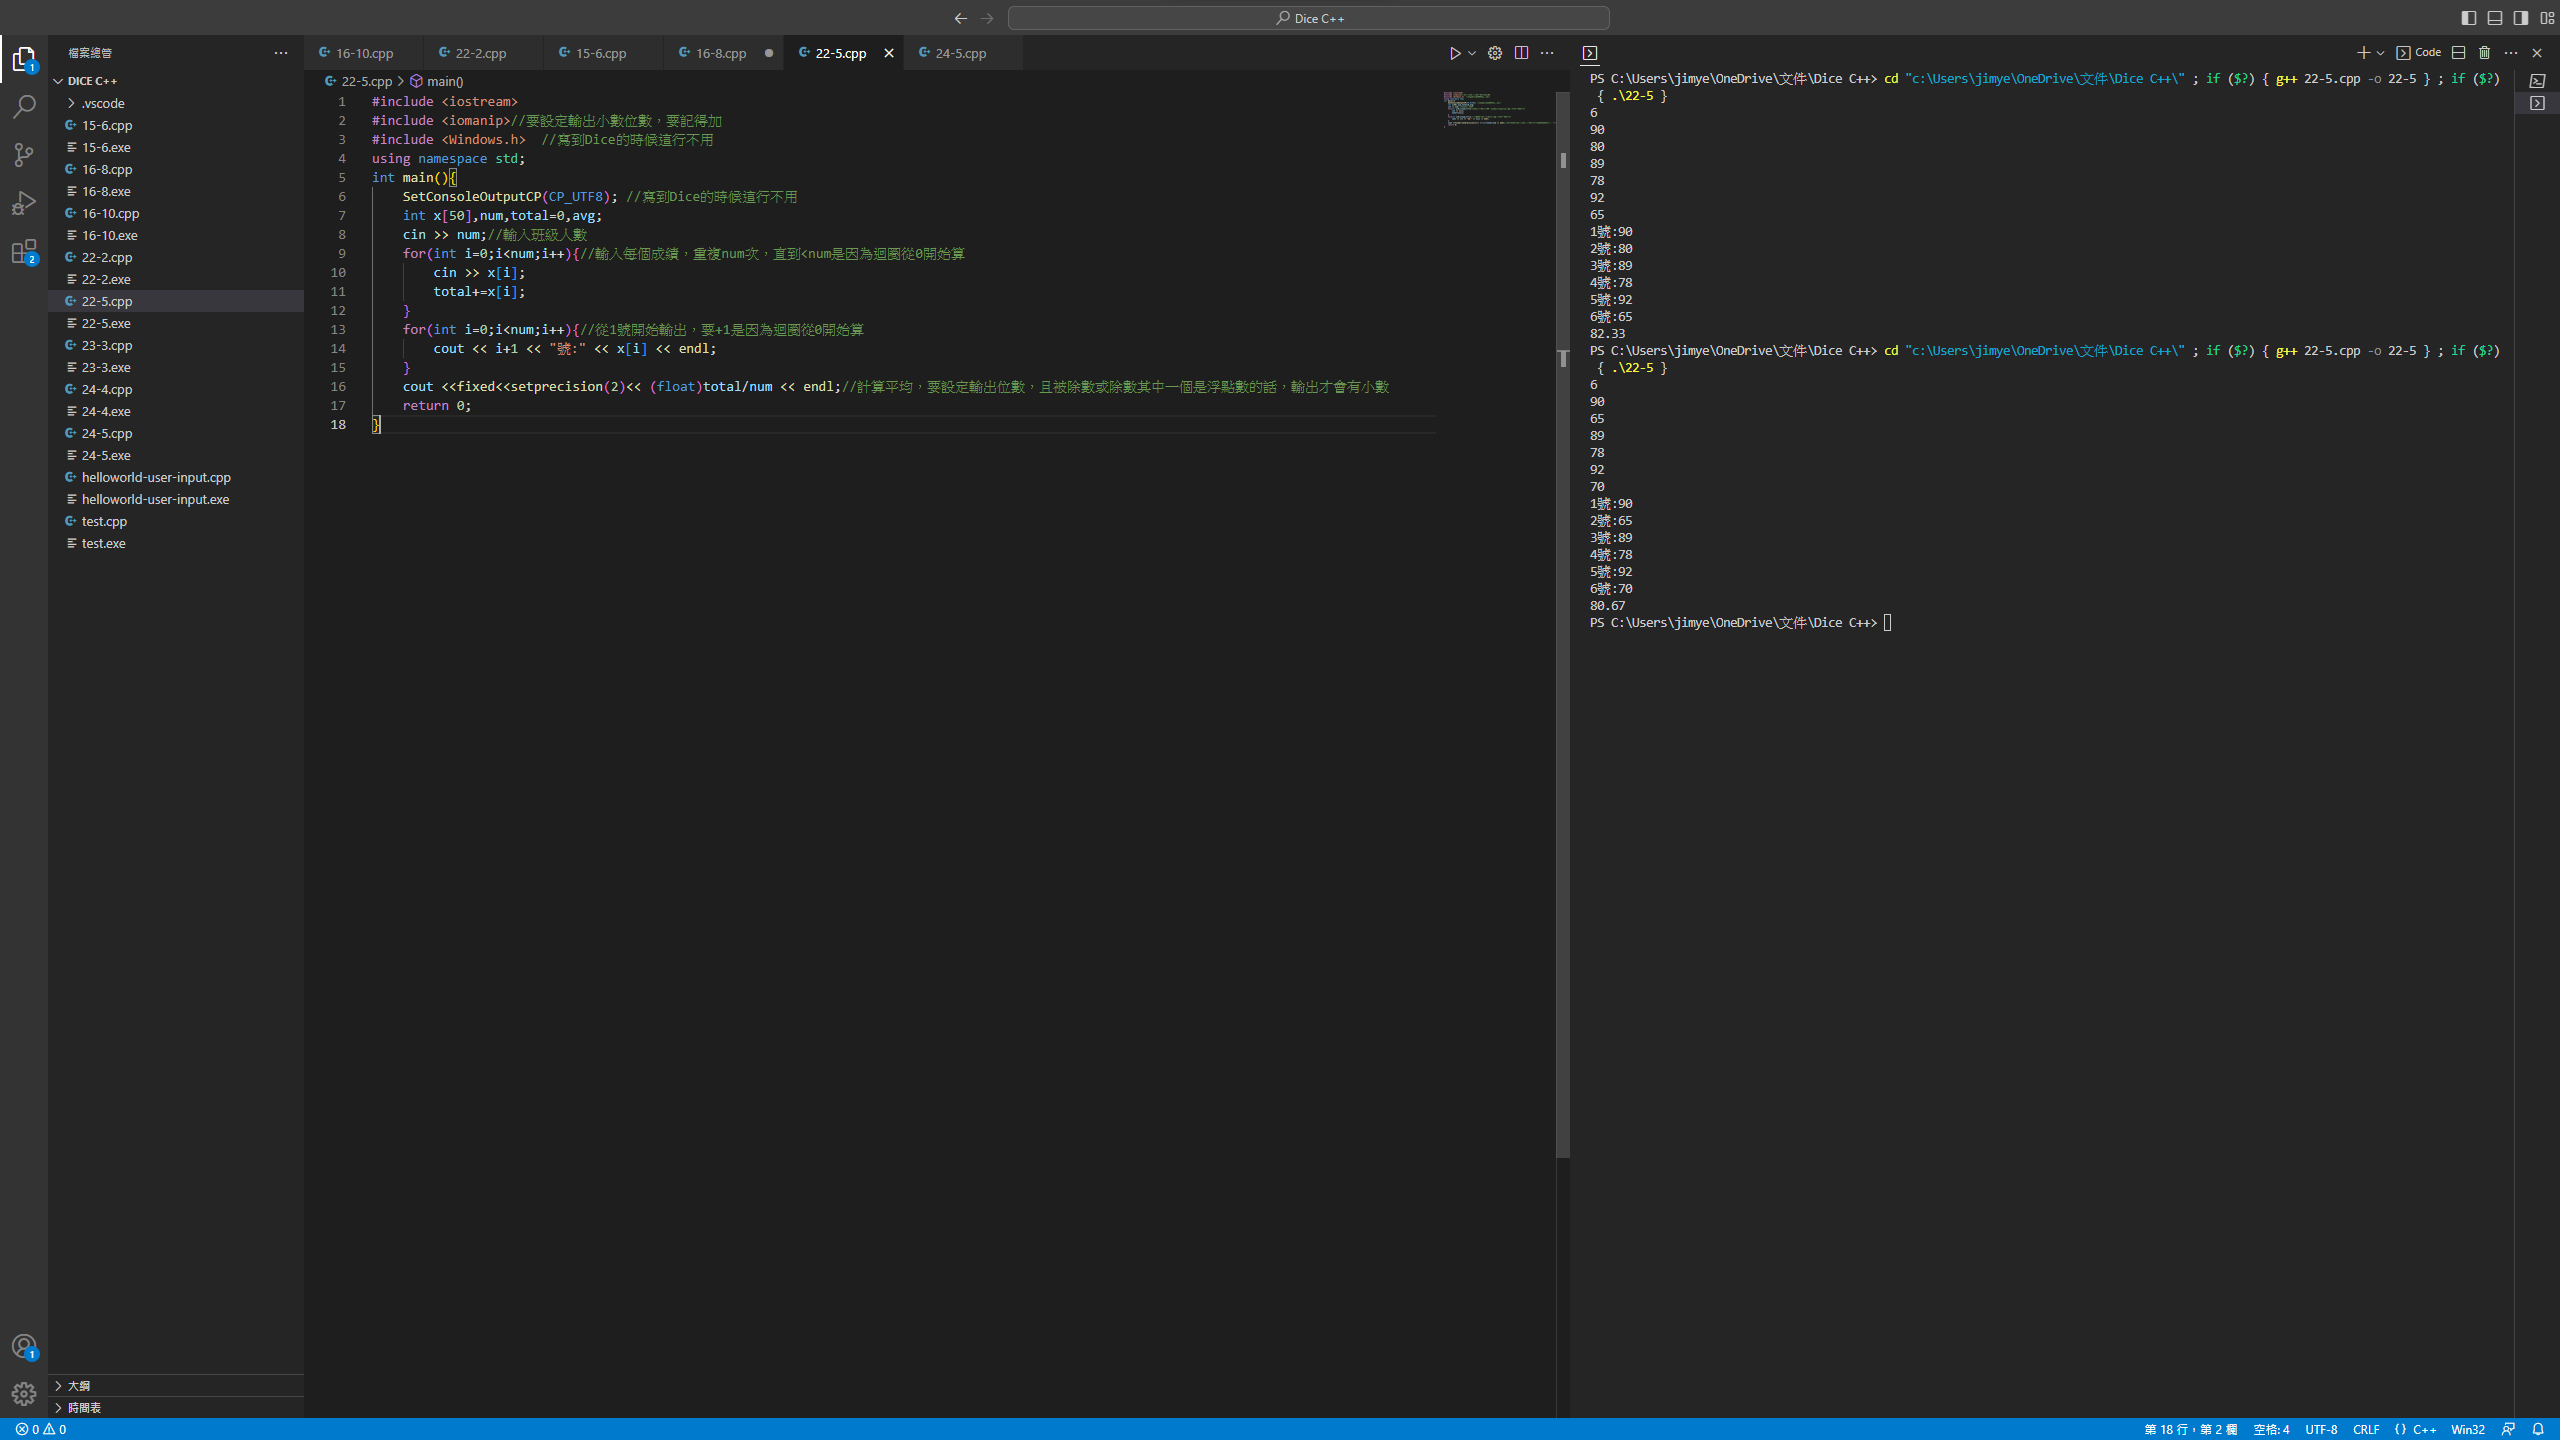 Dice C++
檔案總管
DICE C++
.vscode
15-6.cpp
15-6.exe
16-8.cpp
16-8.exe
16-10.cpp
16-10.exe
22-2.cpp
22-2.exe
22-5.cpp
22-5.exe
23-3.cpp
23-3.exe
24-4.cpp
24-4.exe
24-5.cpp
24-5.exe
helloworld-user-input.cpp
helloworld-user-input.exe
test.cpp
test.exe
大綱
時間表
16-10.cpp 22-2.cpp 15-6.cpp 16-8.cpp 22-5.cpp 24-5.cpp
22-5.cpp > main()
1 #include <iostream>
2 #include <iomanip>//要設定輸出小數位數，要記得加
3 #include <Windows.h>  //寫到Dice的時候這行不用
4 using namespace std;
5 int main(){
6     SetConsoleOutputCP(CP_UTF8); //寫到Dice的時候這行不用
7     int x[50],num,total=0,avg;
8     cin >> num;//輸入班級人數
9     for(int i=0;i<num;i++){//輸入每個成績，重複num次，直到<num是因為迴圈從0開始算
10         cin >> x[i];
11         total+=x[i];
12     }
13     for(int i=0;i<num;i++){//從1號開始輸出，要+1是因為迴圈從0開始算
14         cout << i+1 << "號:" << x[i] << endl;
15     }
16     cout <<fixed<<setprecision(2)<< (float)total/num << endl;//計算平均，要設定輸出位數，且被除數或除數其中一個是浮點數的話，輸出才會有小數
17     return 0;
18 }
Code
PS C:\Users\jimye\OneDrive\文件\Dice C++> cd "c:\Users\jimye\OneDrive\文件\Dice C++\" ; if ($?) { g++ 22-5.cpp -o 22-5 } ; if ($?)
{ .\22-5 }
6
90
80
89
78
92
65
1號:90
2號:80
3號:89
4號:78
5號:92
6號:65
82.33
PS C:\Users\jimye\OneDrive\文件\Dice C++> cd "c:\Users\jimye\OneDrive\文件\Dice C++\" ; if ($?) { g++ 22-5.cpp -o 22-5 } ; if ($?)
{ .\22-5 }
6
90
65
89
78
92
70
1號:90
2號:65
3號:89
4號:78
5號:92
6號:70
80.67
PS C:\Users\jimye\OneDrive\文件\Dice C++>
0 0
第 18 行，第 2 欄 空格: 4 UTF-8 CRLF {} C++ Win32